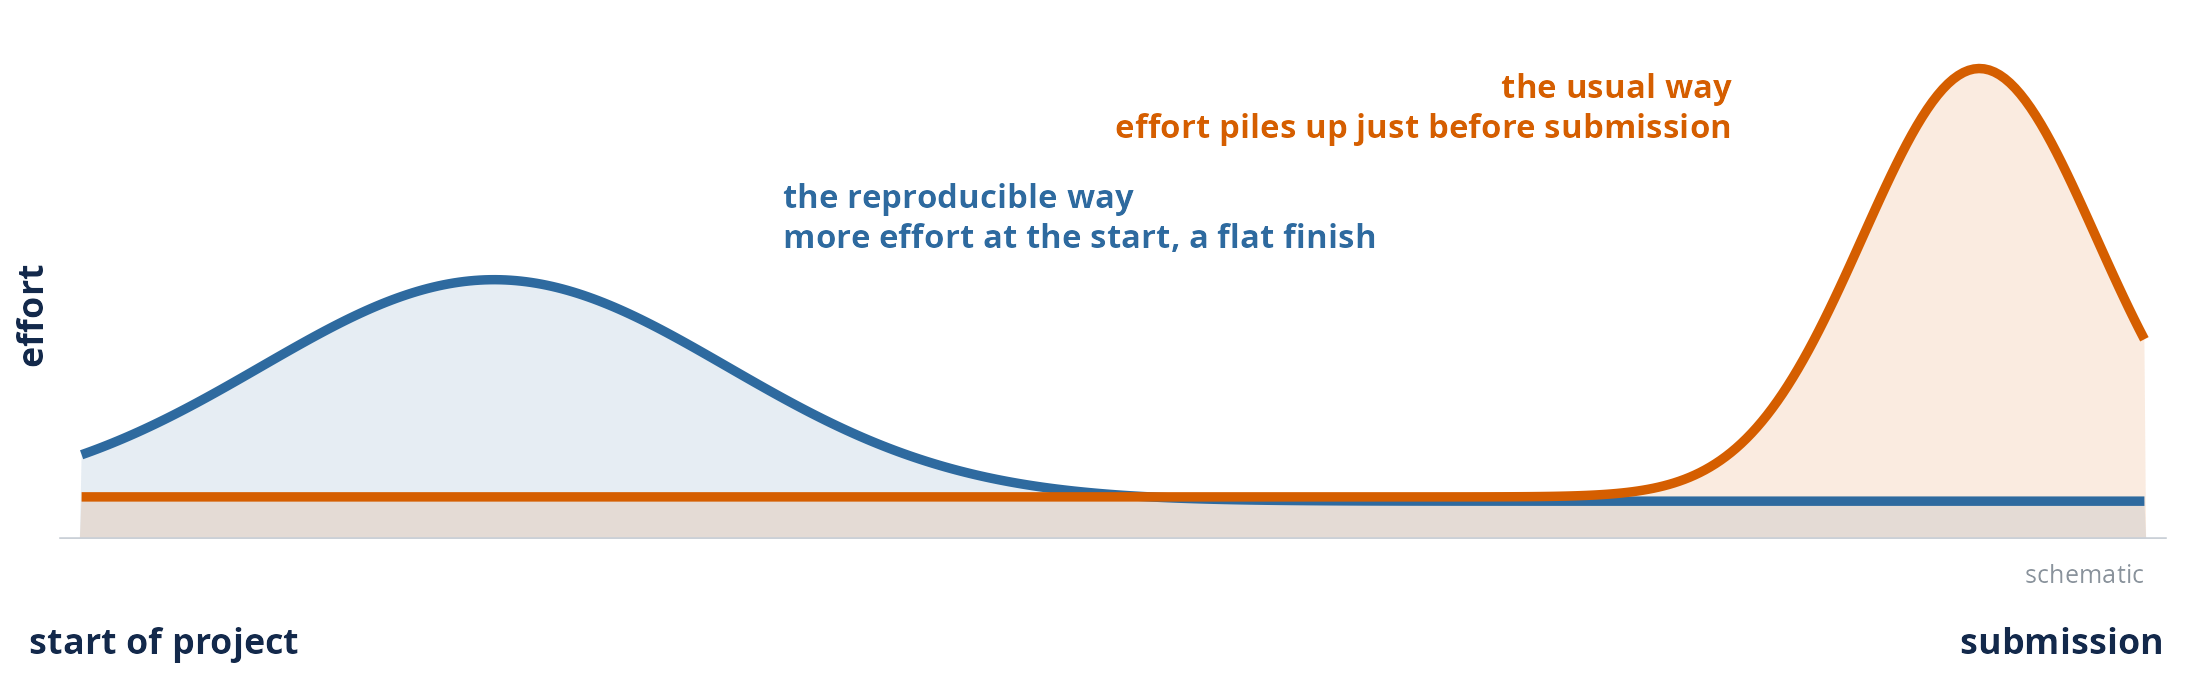 the usual way
effort piles up just before submission
the reproducible way
more effort at the start, a flat finish
effort
schematic
start of project
submission